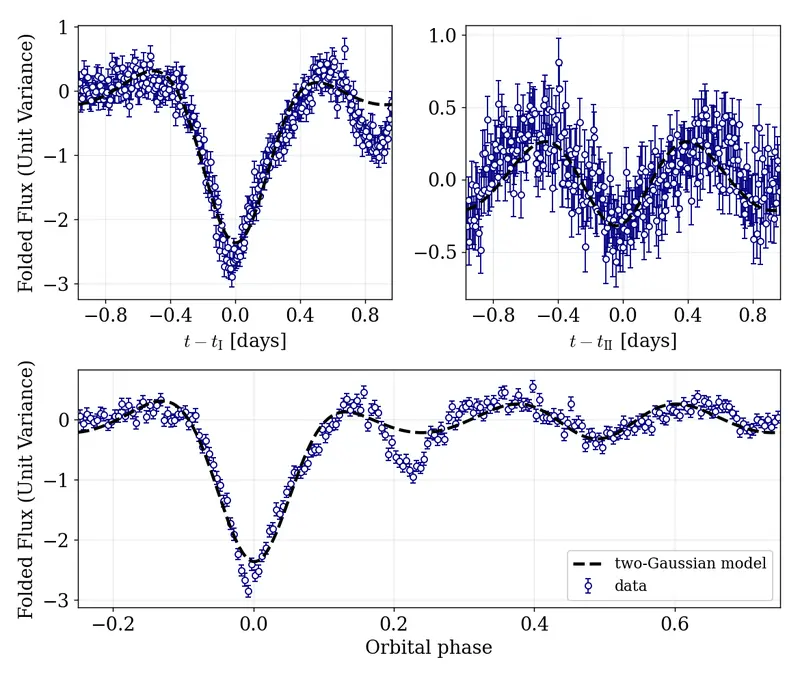 Folded Flux (Unit Variance)
1
0
−1
−2
−3
−0.8 −0.4 0.0 0.4 0.8
t − tI [days]
1.0
0.5
0.0
−0.5
−0.8 −0.4 0.0 0.4 0.8
t − tII [days]
Folded Flux (Unit Variance)
0
−1
−2
−3
−0.2 0.0 0.2 0.4 0.6
Orbital phase
two-Gaussian model
data